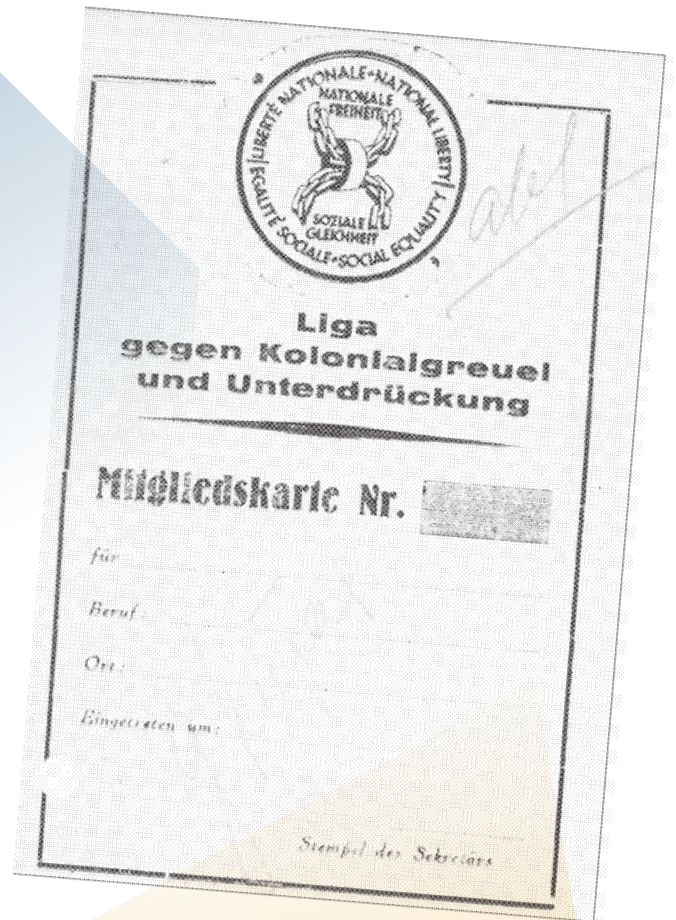 LIBERTÉ NATIONALE•NATIONAL LIBERTY
NATIONALE
FREIHEIT
SOZIALE
GLEICHHEIT
ÉGALITÉ SOCIALE•SOCIAL EQUALITY
Liga
gegen Kolonialgreuel
und Unterdrückung
Mitgliedskarte Nr.
für
Beruf:
Ort:
Eingetreten um:
Stempel des Sekretärs